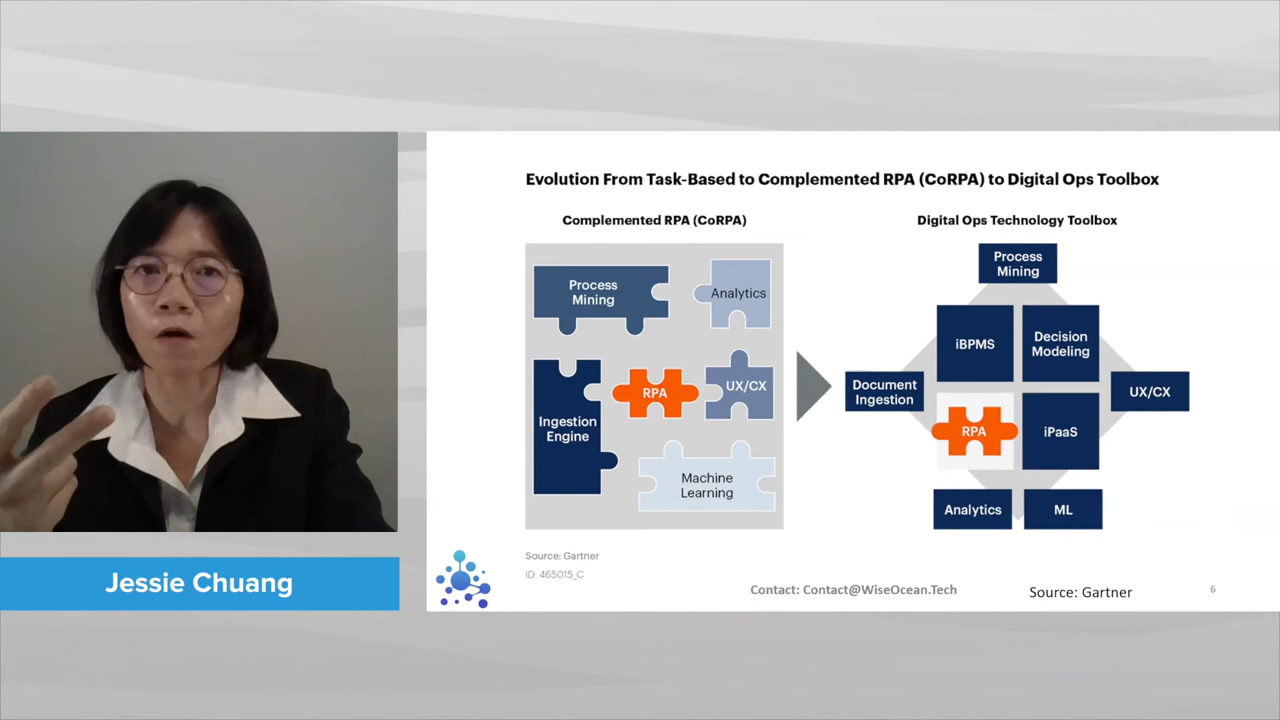 Evolution From Task-Based to Complemented RPA (CoRPA) to Digital Ops Toolbox
Complemented RPA (CoRPA)
Process
Mining
Analytics
Ingestion
Engine
RPA
UX/CX
Machine
Learning
Digital Ops Technology Toolbox
Process
Mining
iBPMS
Decision
Modeling
Document
Ingestion
UX/CX
RPA
iPaaS
Analytics
ML
Source: Gartner
ID: 465015_C
Contact: Contact@WiseOcean.Tech
Source: Gartner
6
Jessie Chuang